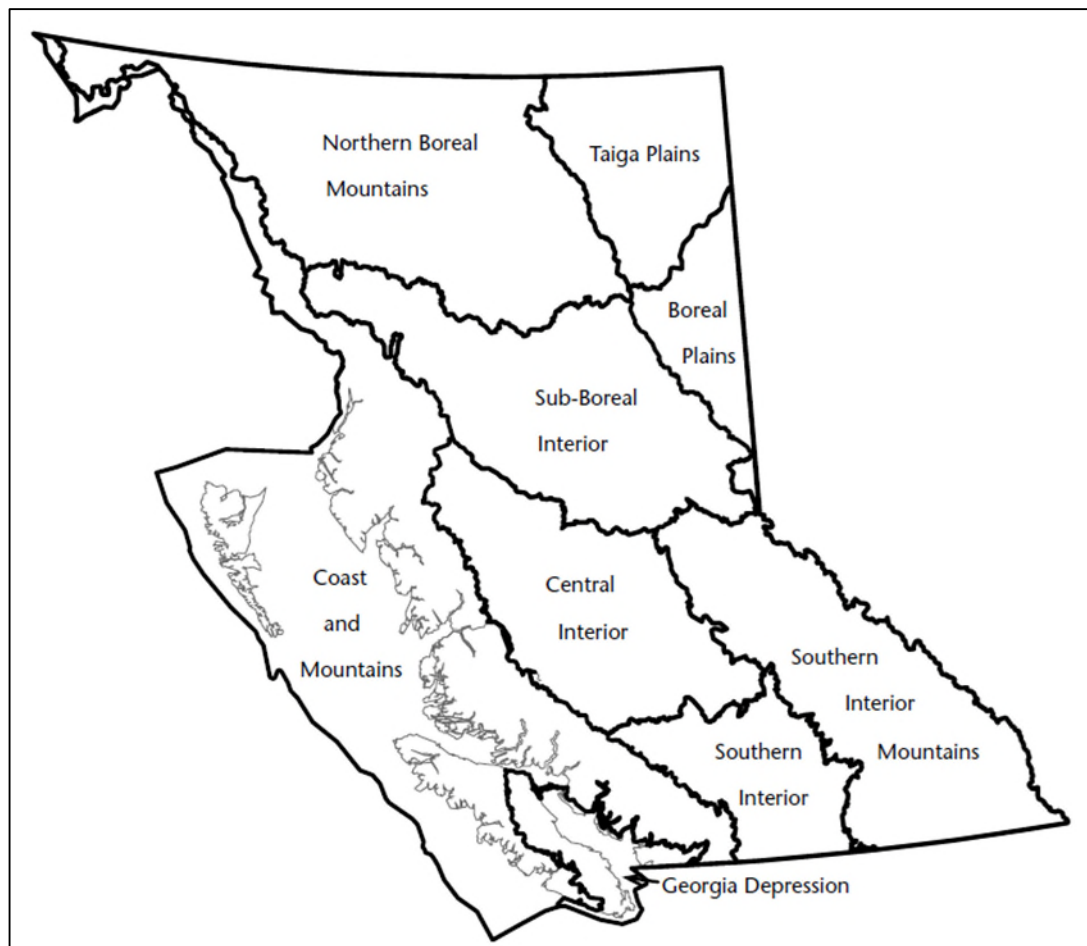 Northern Boreal
Mountains
Taiga Plains
Boreal
Plains
Sub-Boreal
Interior
Coast
and
Mountains
Central
Interior
Southern
Interior
Mountains
Southern
Interior
Georgia Depression